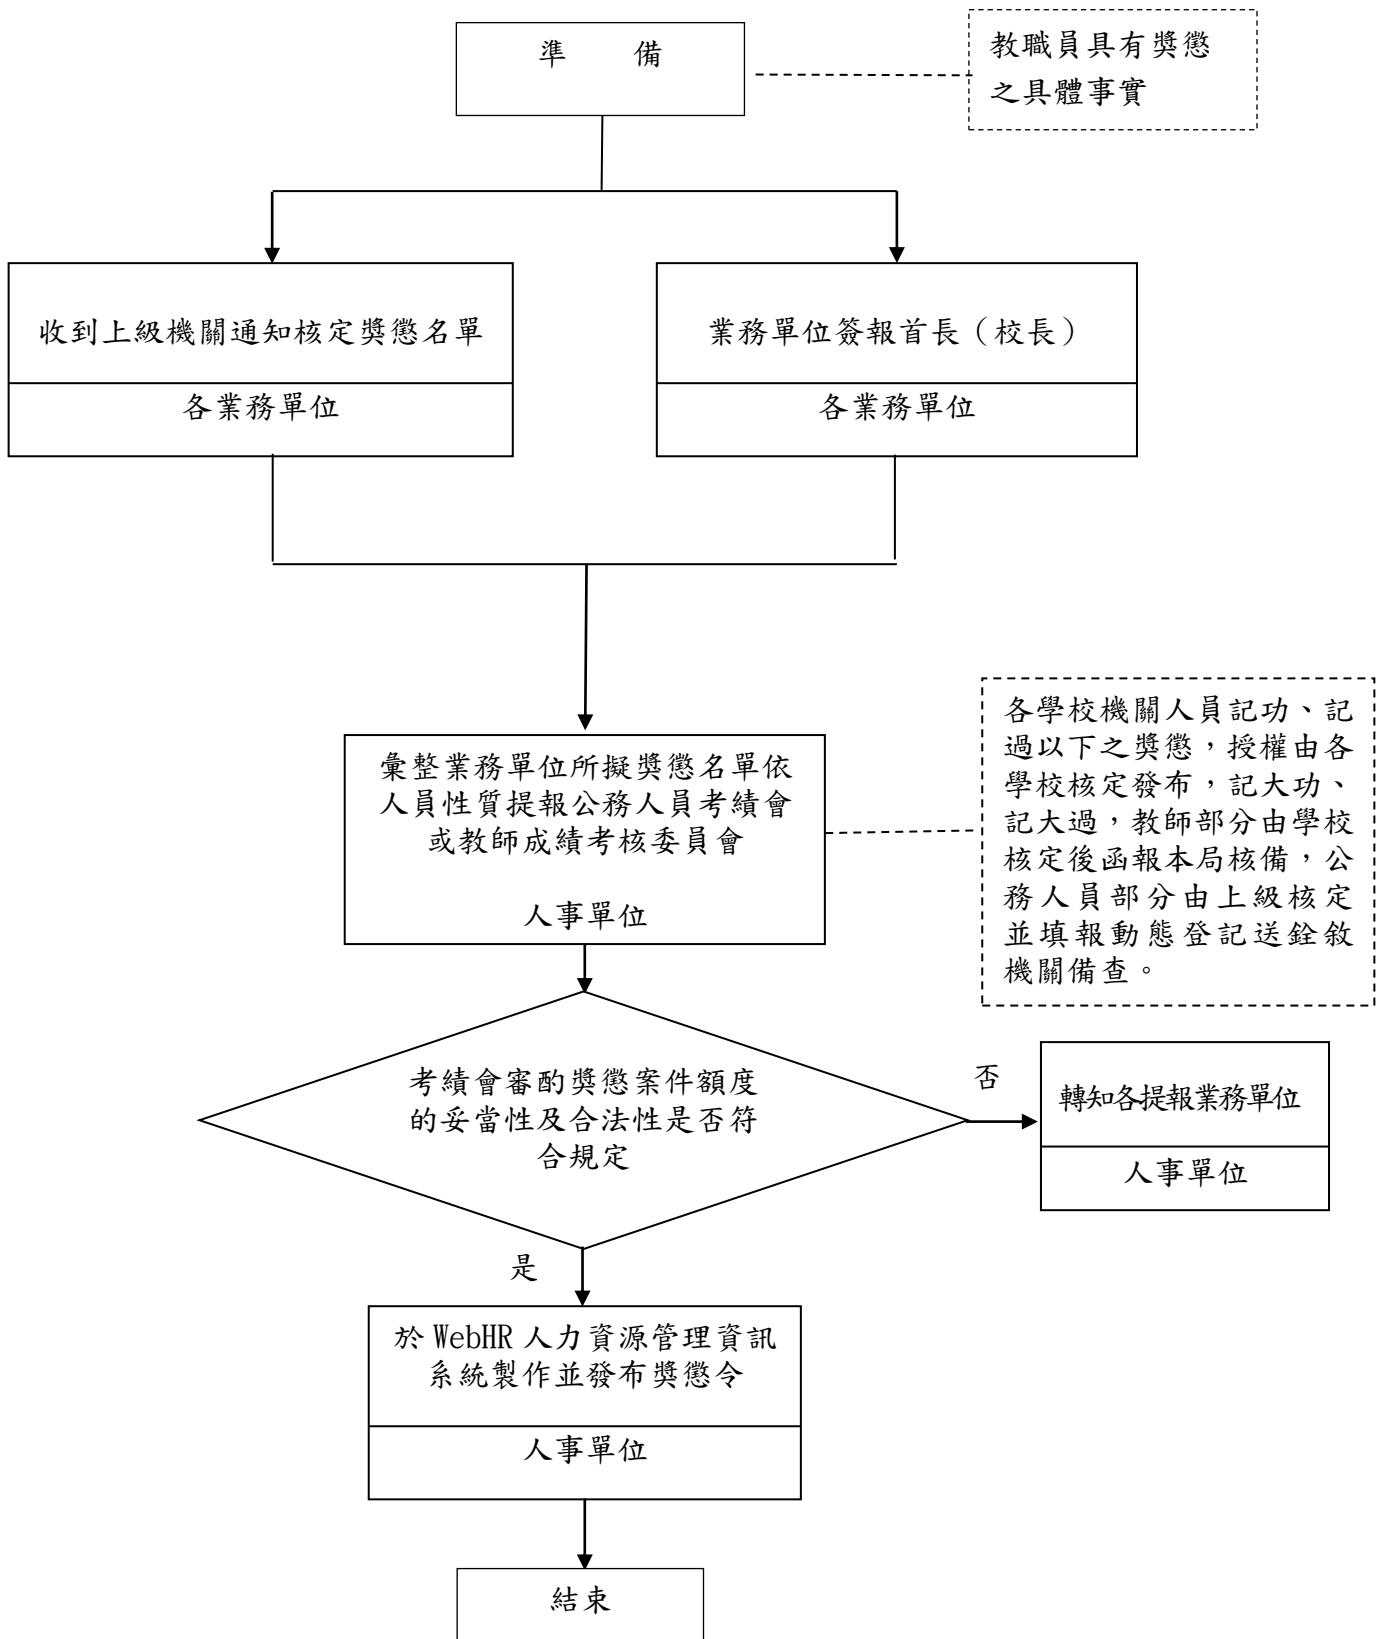 準　　備
教職員具有獎懲
之具體事實
收到上級機關通知核定獎懲名單
各業務單位
業務單位簽報首長（校長）
各業務單位
彙整業務單位所擬獎懲名單依
人員性質提報公務人員考績會
或教師成績考核委員會
人事單位
各學校機關人員記功、記
過以下之獎懲，授權由各
學校核定發布，記大功、
記大過，教師部分由學校
核定後函報本局核備，公
務人員部分由上級核定
並填報動態登記送銓敘
機關備查。
考績會審酌獎懲案件額度
的妥當性及合法性是否符
合規定
否
轉知各提報業務單位
人事單位
是
於 WebHR 人力資源管理資訊
系統製作並發布獎懲令
人事單位
結束